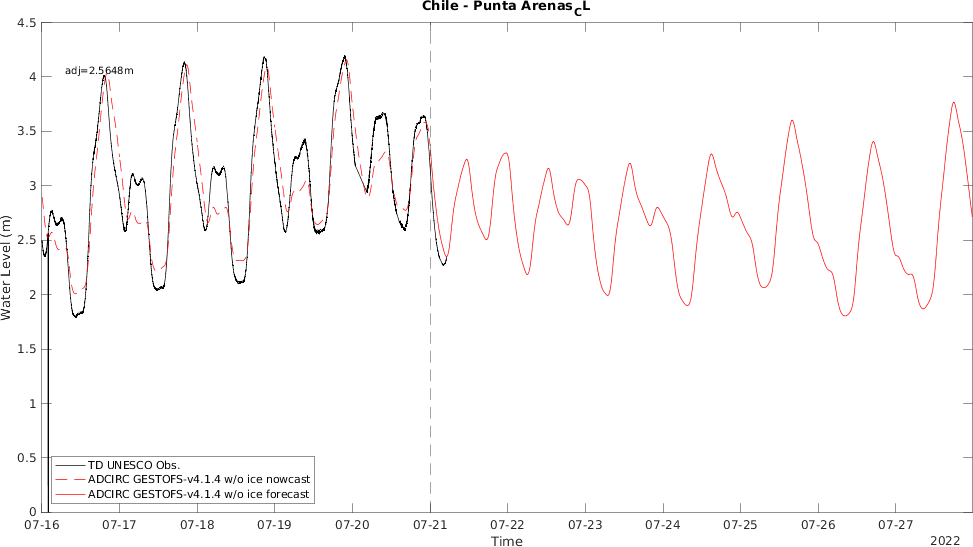 Chile - Punta Arenas_CL
4.5
4
3.5
3
2.5
2
1.5
1
0.5
0
Water Level (m)
adj=2.5648m
TD UNESCO Obs.
ADCIRC GESTOFS-v4.1.4 w/o ice nowcast
ADCIRC GESTOFS-v4.1.4 w/o ice forecast
07-16 07-17 07-18 07-19 07-20 07-21 07-22 07-23 07-24 07-25 07-26 07-27
Time
2022